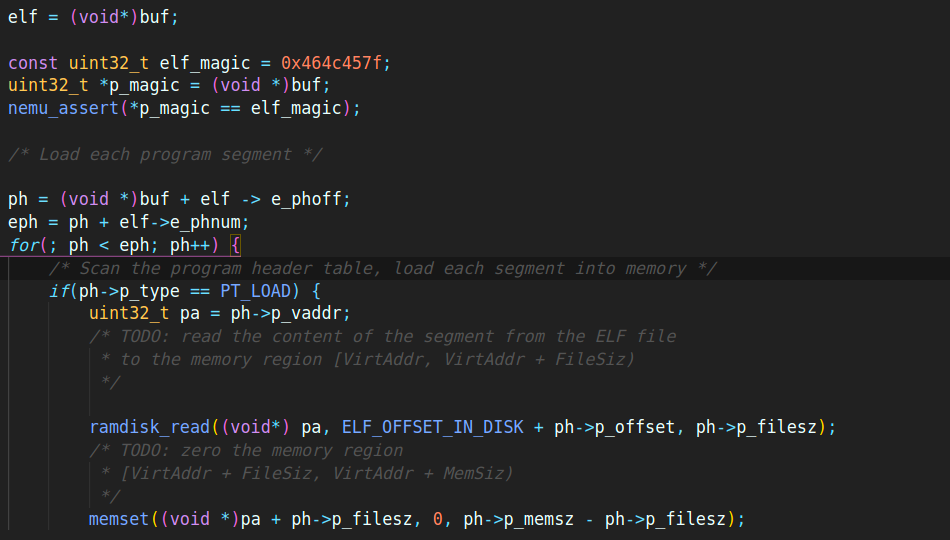 elf = (void*)buf;
const uint32_t elf_magic = 0x464c457f;
uint32_t *p_magic = (void *)buf;
nemu_assert(*p_magic == elf_magic);
/* Load each program segment */
ph = (void *)buf + elf -> e_phoff;
eph = ph + elf->e_phnum;
for(; ph < eph; ph++) {
/* Scan the program header table, load each segment into memory */
if(ph->p_type == PT_LOAD) {
uint32_t pa = ph->p_vaddr;
/* TODO: read the content of the segment from the ELF file
* to the memory region [VirtAddr, VirtAddr + FileSiz)
*/
ramdisk_read((void*) pa, ELF_OFFSET_IN_DISK + ph->p_offset, ph->p_filesz);
/* TODO: zero the memory region
* [VirtAddr + FileSiz, VirtAddr + MemSiz)
*/
memset((void *)pa + ph->p_filesz, 0, ph->p_memsz - ph->p_filesz);